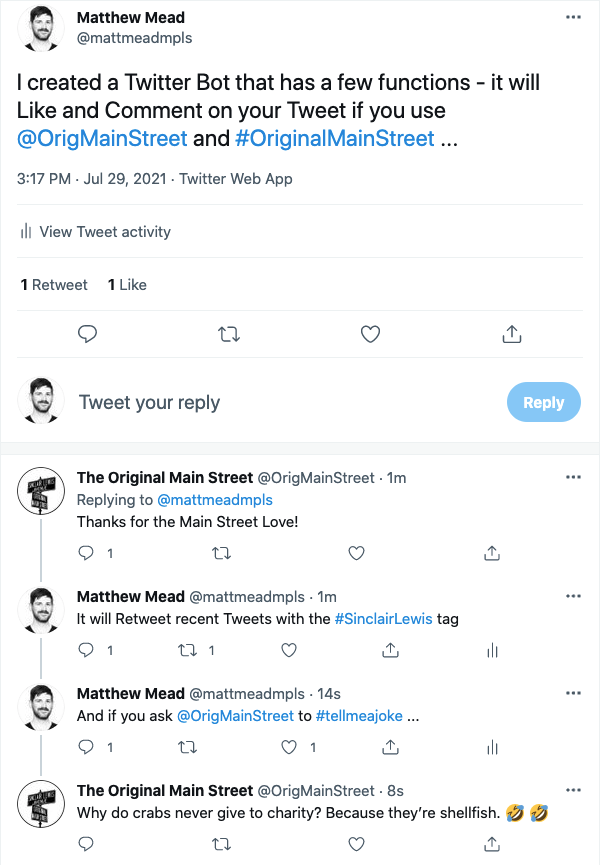 Matthew Mead
@mattmeadmpls
I created a Twitter Bot that has a few functions - it will
Like and Comment on your Tweet if you use
@OrigMainStreet and #OriginalMainStreet ...
3:17 PM · Jul 29, 2021 · Twitter Web App
View Tweet activity
1 Retweet 1 Like
Tweet your reply
Reply
The Original Main Street @OrigMainStreet · 1m
Replying to @mattmeadmpls
Thanks for the Main Street Love!
1
Matthew Mead @mattmeadmpls · 1m
It will Retweet recent Tweets with the #SinclairLewis tag
1 1
Matthew Mead @mattmeadmpls · 14s
And if you ask @OrigMainStreet to #tellmeajoke ...
1 1
The Original Main Street @OrigMainStreet · 8s
Why do crabs never give to charity? Because they’re shellfish. 🤣 🤣